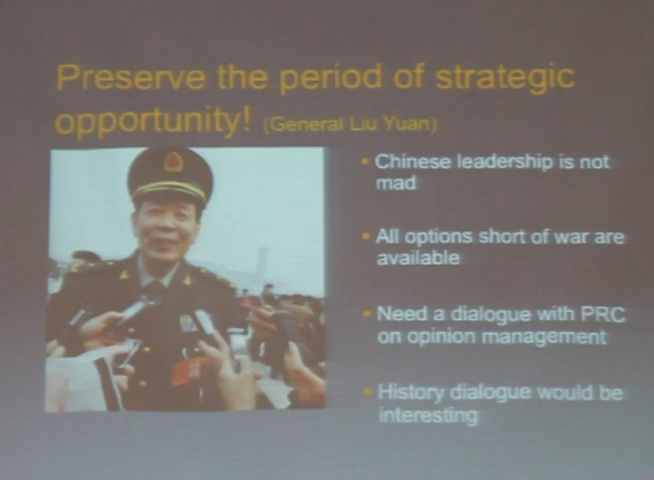 Preserve the period of strategic
opportunity! (General Liu Yuan)
Chinese leadership is not
mad
All options short of war are
available
Need a dialogue with PRC
on opinion management
History dialogue would be
interesting